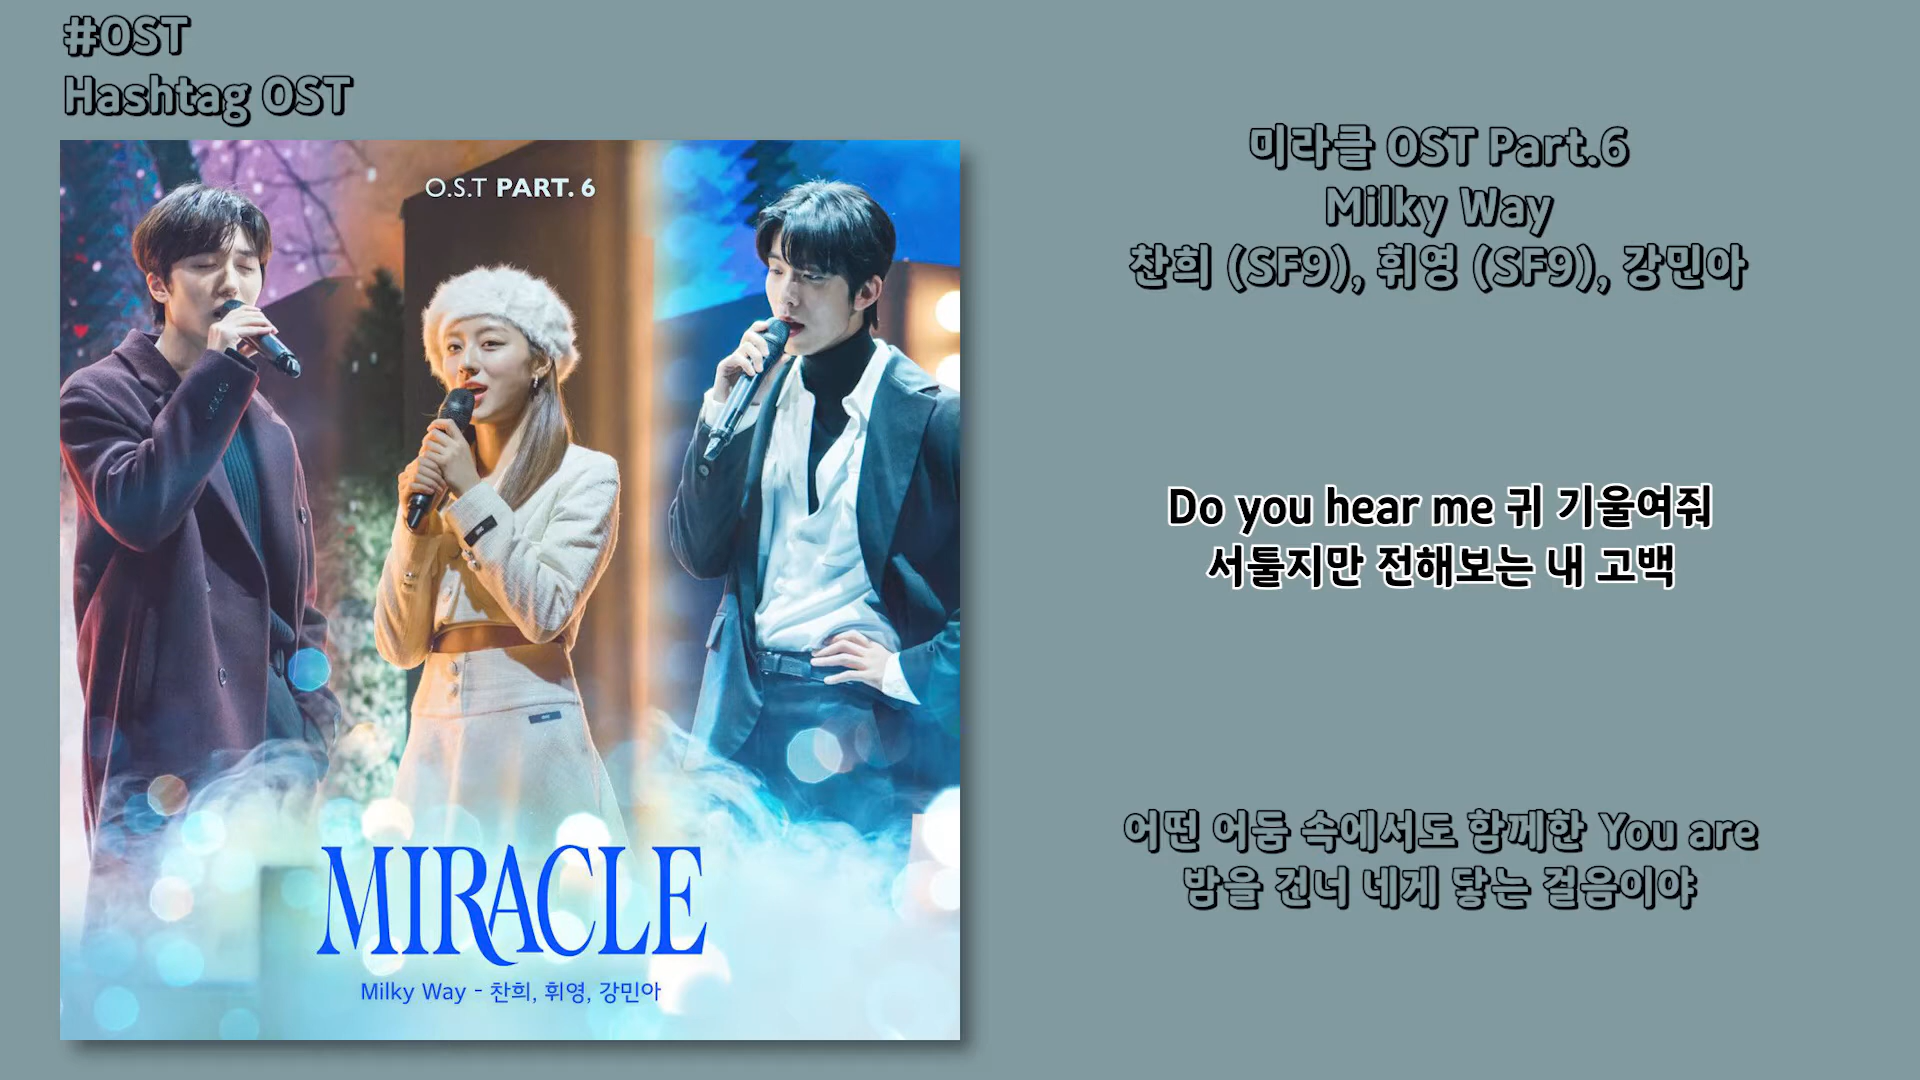 #OST
Hashtag OST
O.S.T PART. 6
MIRACLE
Milky Way - 찬희, 휘영, 강민아
미라클 OST Part.6
Milky Way
찬희 (SF9), 휘영 (SF9), 강민아
Do you hear me 귀 기울여줘
서툴지만 전해보는 내 고백
어떤 어둠 속에서도 함께한 You are
밤을 건너 네게 닿는 걸음이야